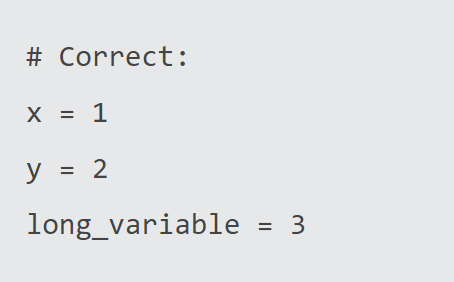 # Correct:
x = 1
y = 2
long_variable = 3